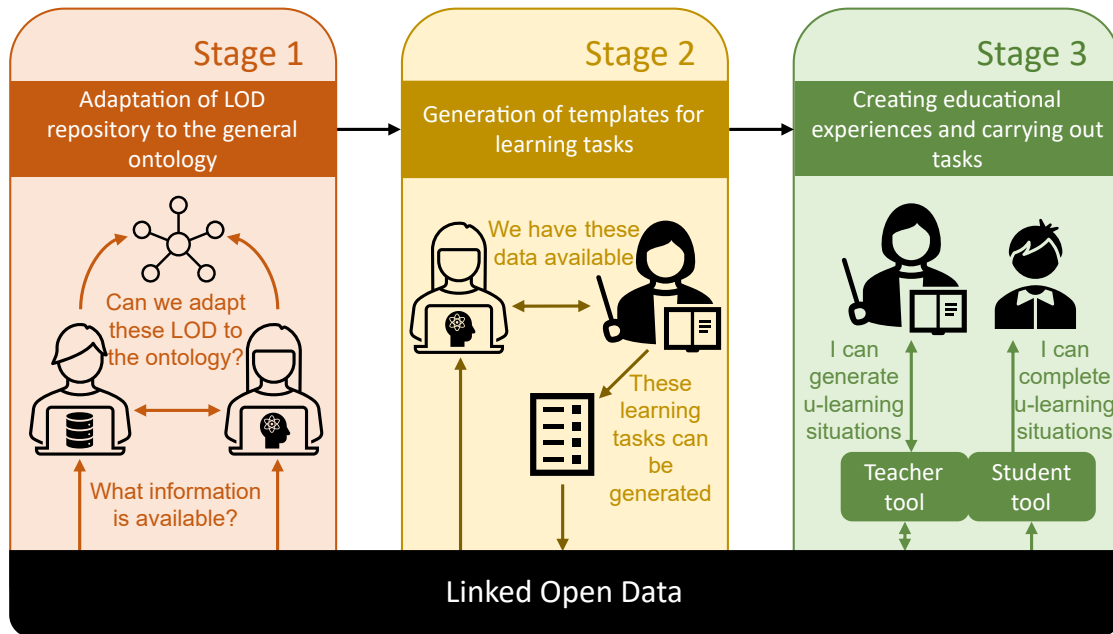 Stage 1
Adaptation of LOD
repository to the general
ontology
Can we adapt
these LOD to
the ontology?
What information
is available?
Stage 2
Generation of templates for
learning tasks
We have these
data available
These
learning
tasks can
be
generated
Stage 3
Creating educational
experiences and carrying out
tasks
I can
generate
u-learning
situations
I can
complete
u-learning
situations
Teacher
tool
Student
tool
Linked Open Data